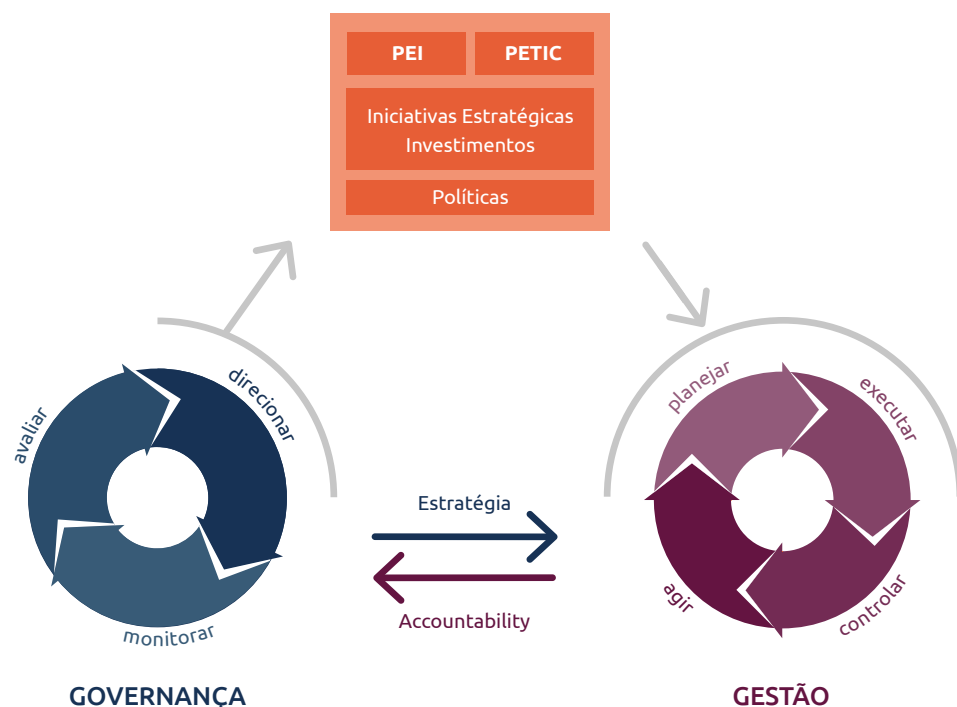 PEI
PETIC
Iniciativas Estratégicas
Investimentos
Políticas
avaliar
direcionar
monitorar
Estratégia
Accountability
planejar
executar
controlar
agir
GOVERNANÇA
GESTÃO